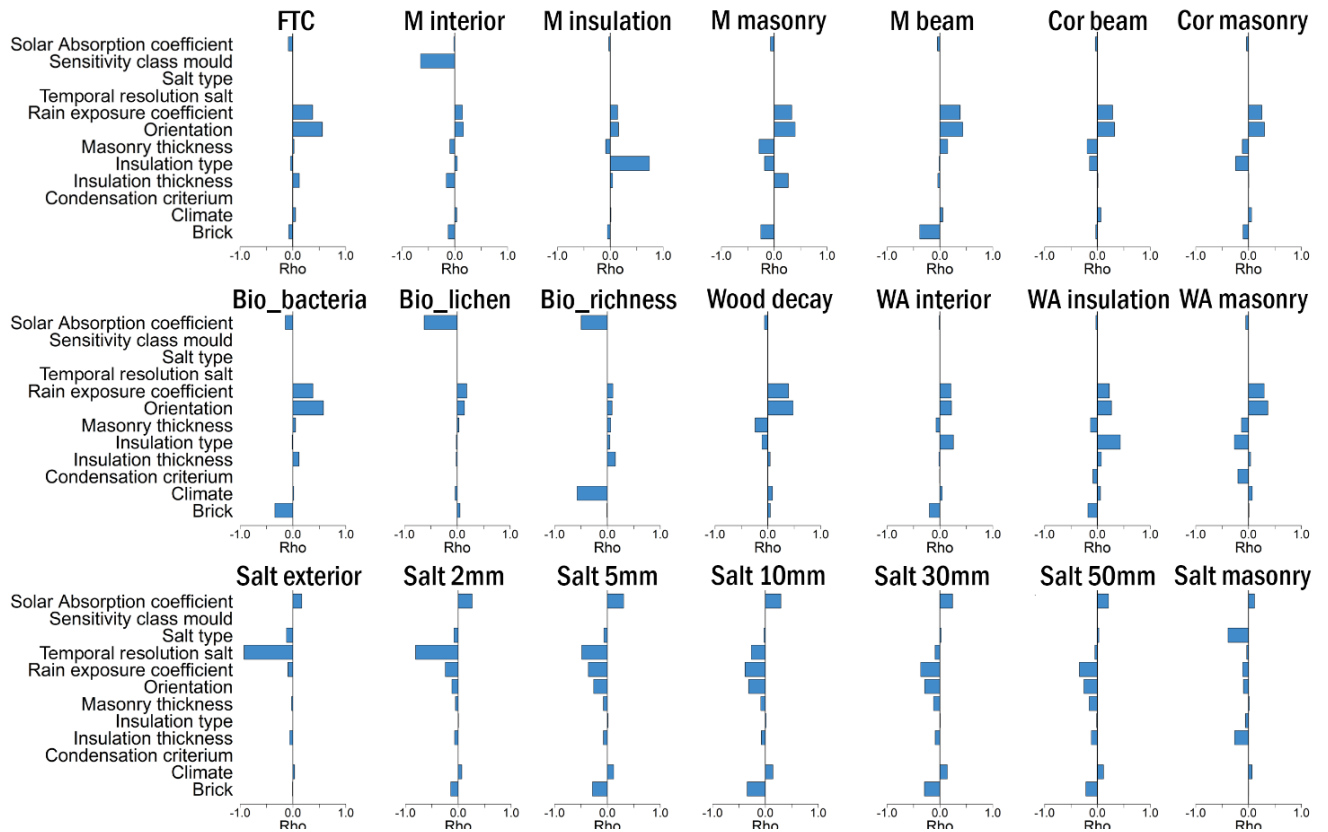 FTC M interior M insulation M masonry M beam Cor beam Cor masonry
Solar Absorption coefficient
Sensitivity class mould
Salt type
Temporal resolution salt
Rain exposure coefficient
Orientation
Masonry thickness
Insulation type
Insulation thickness
Condensation criterium
Climate
Brick
-1.0 0.0 1.0 -1.0 0.0 1.0 -1.0 0.0 1.0 -1.0 0.0 1.0 -1.0 0.0 1.0 -1.0 0.0 1.0 -1.0 0.0 1.0
Rho Rho Rho Rho Rho Rho Rho
Bio_bacteria Bio_lichen Bio_richness Wood decay WA interior WA insulation WA masonry
Solar Absorption coefficient
Sensitivity class mould
Salt type
Temporal resolution salt
Rain exposure coefficient
Orientation
Masonry thickness
Insulation type
Insulation thickness
Condensation criterium
Climate
Brick
-1.0 0.0 1.0 -1.0 0.0 1.0 -1.0 0.0 1.0 -1.0 0.0 1.0 -1.0 0.0 1.0 -1.0 0.0 1.0 -1.0 0.0 1.0
Rho Rho Rho Rho Rho Rho Rho
Salt exterior Salt 2mm Salt 5mm Salt 10mm Salt 30mm Salt 50mm Salt masonry
Solar Absorption coefficient
Sensitivity class mould
Salt type
Temporal resolution salt
Rain exposure coefficient
Orientation
Masonry thickness
Insulation type
Insulation thickness
Condensation criterium
Climate
Brick
-1.0 0.0 1.0 -1.0 0.0 1.0 -1.0 0.0 1.0 -1.0 0.0 1.0 -1.0 0.0 1.0 -1.0 0.0 1.0 -1.0 0.0 1.0
Rho Rho Rho Rho Rho Rho Rho